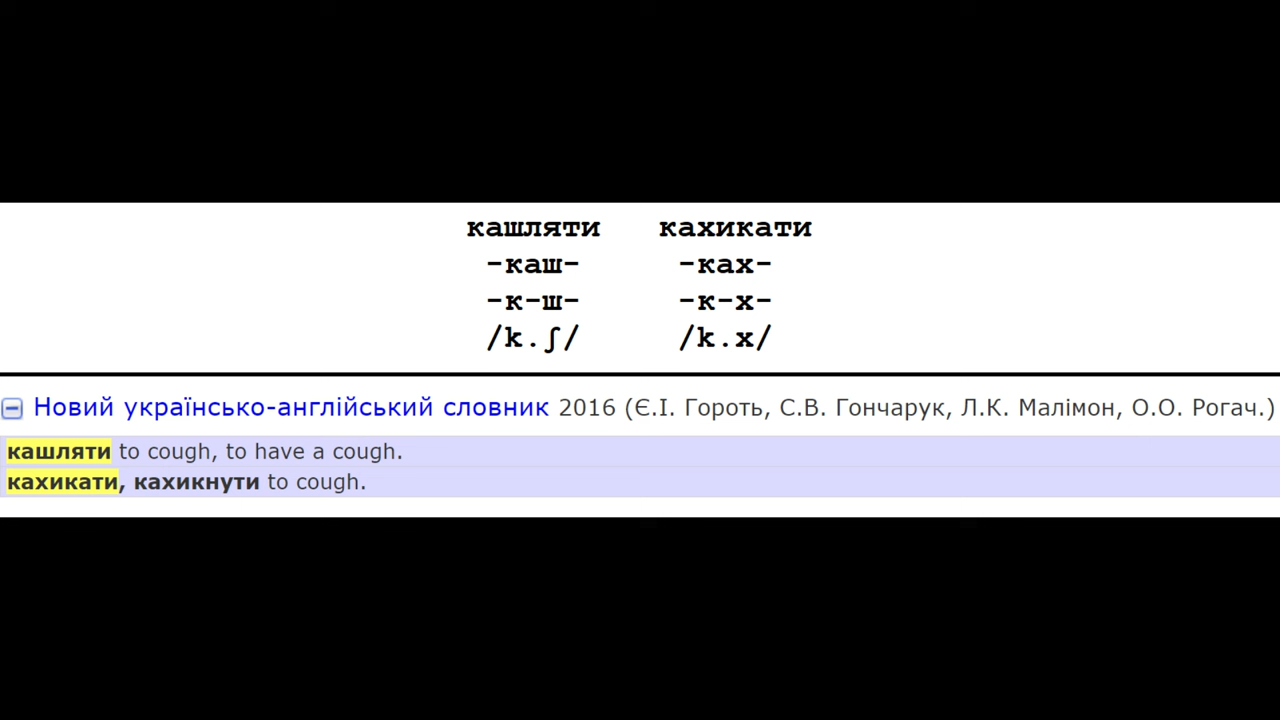 кашляти кахикати
-каш- -ках-
-к-ш- -к-х-
/k.ʃ/ /k.x/
Новий українсько-англійський словник 2016 (Є.І. Гороть, С.В. Гончарук, Л.К. Малімон, О.О. Рогач.)
кашляти to cough, to have a cough.
кахикати, кахикнути to cough.